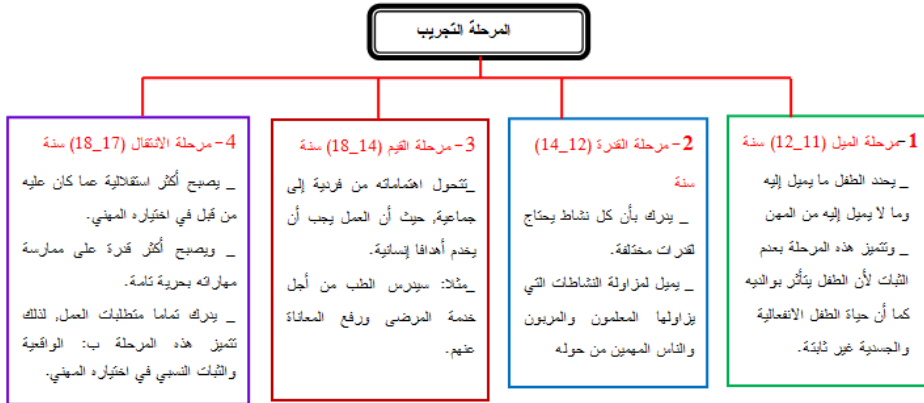 المرحلة التجريب
1-مرحلة الميل (11_12) سنة
_ يحدد الطفل ما يميل إليه
وما لا يميل إليه من المهن
_ وتتميز هذه المرحلة بعدم
الثبات لأن الطفل يتأثر بوالديه
كما أن حياة الطفل الانفعالية
والجسدية غير ثابتة.
2- مرحلة القدرة (12_14)
سنة
_ يدرك بأن كل نشاط يحتاج
لقدرات مختلفة.
_ يميل لمزاولة النشاطات التي
يزاولها المعلمون والمربون
والناس المهمين من حوله
3- مرحلة القيم (14_18) سنة
_تتحول اهتماماته من فردية إلى
جماعية, حيث أن العمل يجب أن
يخدم أهدافا إنسانية.
_مثلا: سيدرس الطب من أجل
خدمة المرضى ورفع المعاناة
عنهم.
4- مرحلة الانتقال (17_18) سنة
_ يصبح أكثر استقلالية عما كان عليه
من قبل في اختياره المهني.
_ ويصبح أكثر قدرة على ممارسة
مهاراته بحرية تامة.
_ يدرك تماما متطلبات العمل, لذلك
تتميز هذه المرحلة ب: الواقعية
والثبات النسبي في اختياره المهني.